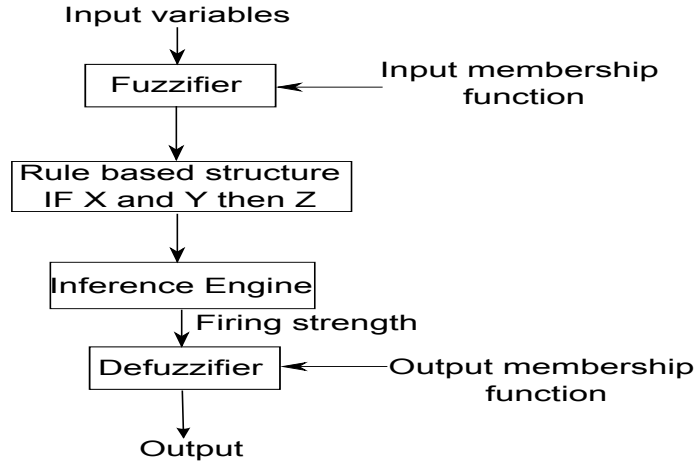 Input variables
Fuzzifier
Input membership
function
Rule based structure
IF X and Y then Z
Inference Engine
Firing strength
Defuzzifier
Output membership
function
Output